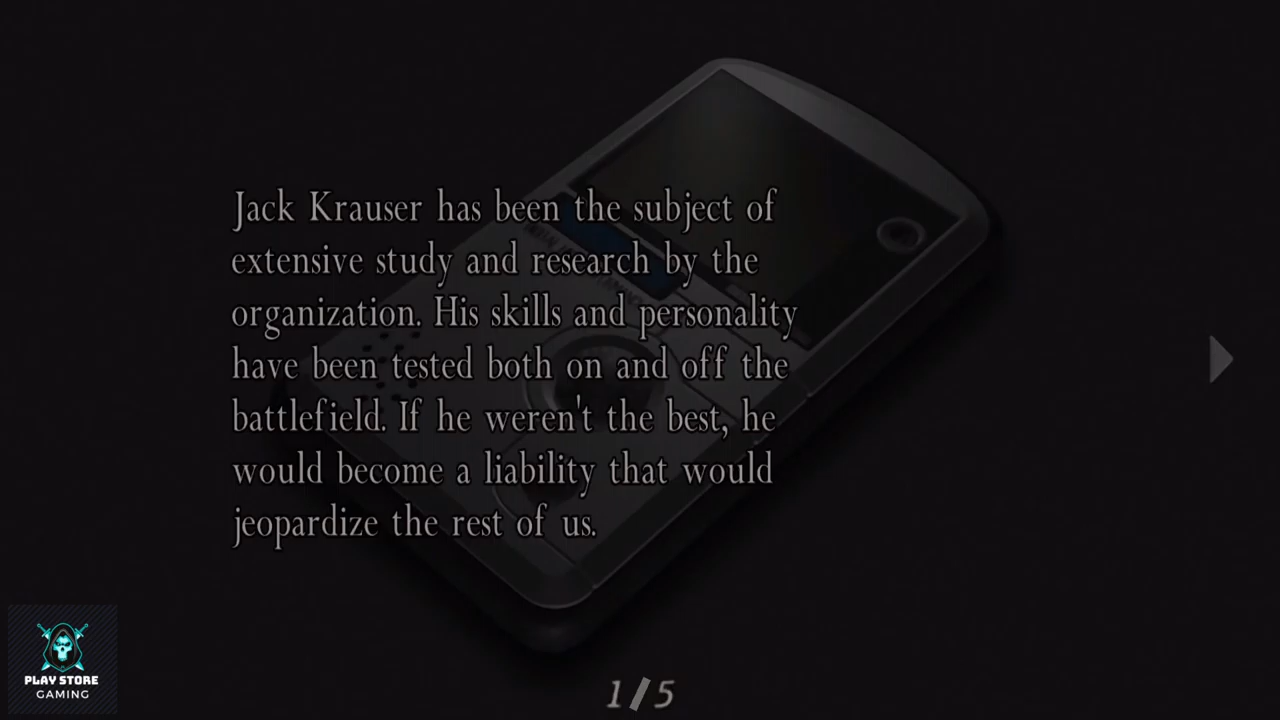 Jack Krauser has been the subject of
extensive study and research by the
organization. His skills and personality
have been tested both on and off the
battlefield. If he weren't the best, he
would become a liability that would
jeopardize the rest of us.
PLAY STORE
GAMING
1/5